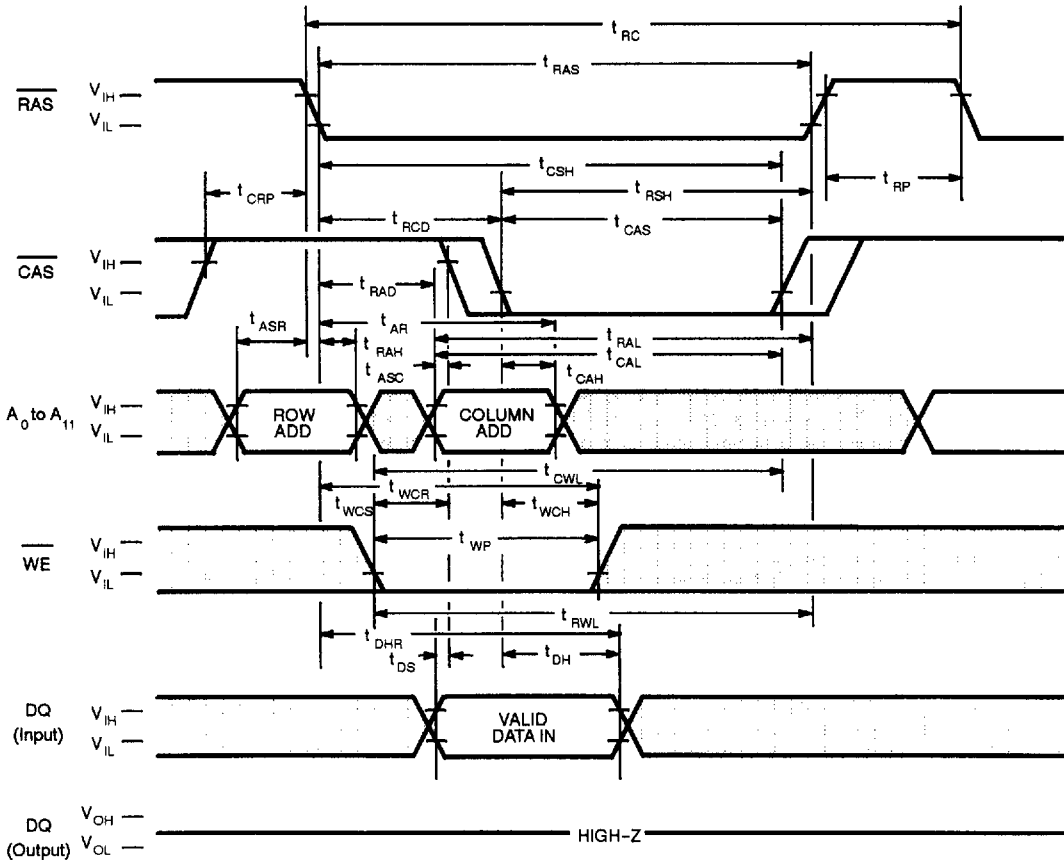 t RC
t RAS
RAS
V IH
V IL
t CSH
t CRP
t RSH
t RP
t RCD
t CAS
CAS
V IH
V IL
t RAD
t ASR
t AR
t RAH
t RAL
t CAL
t ASC
t CAH
A 0 to A 11
V IH
V IL
ROW
ADD
COLUMN
ADD
t CWL
t WCR
t WCS
t WCH
WE
V IH
V IL
t WP
t RWL
t DHR
t DS
t DH
DQ
(Input)
V IH
V IL
VALID
DATA IN
DQ
(Output)
V OH
V OL
HIGH-Z